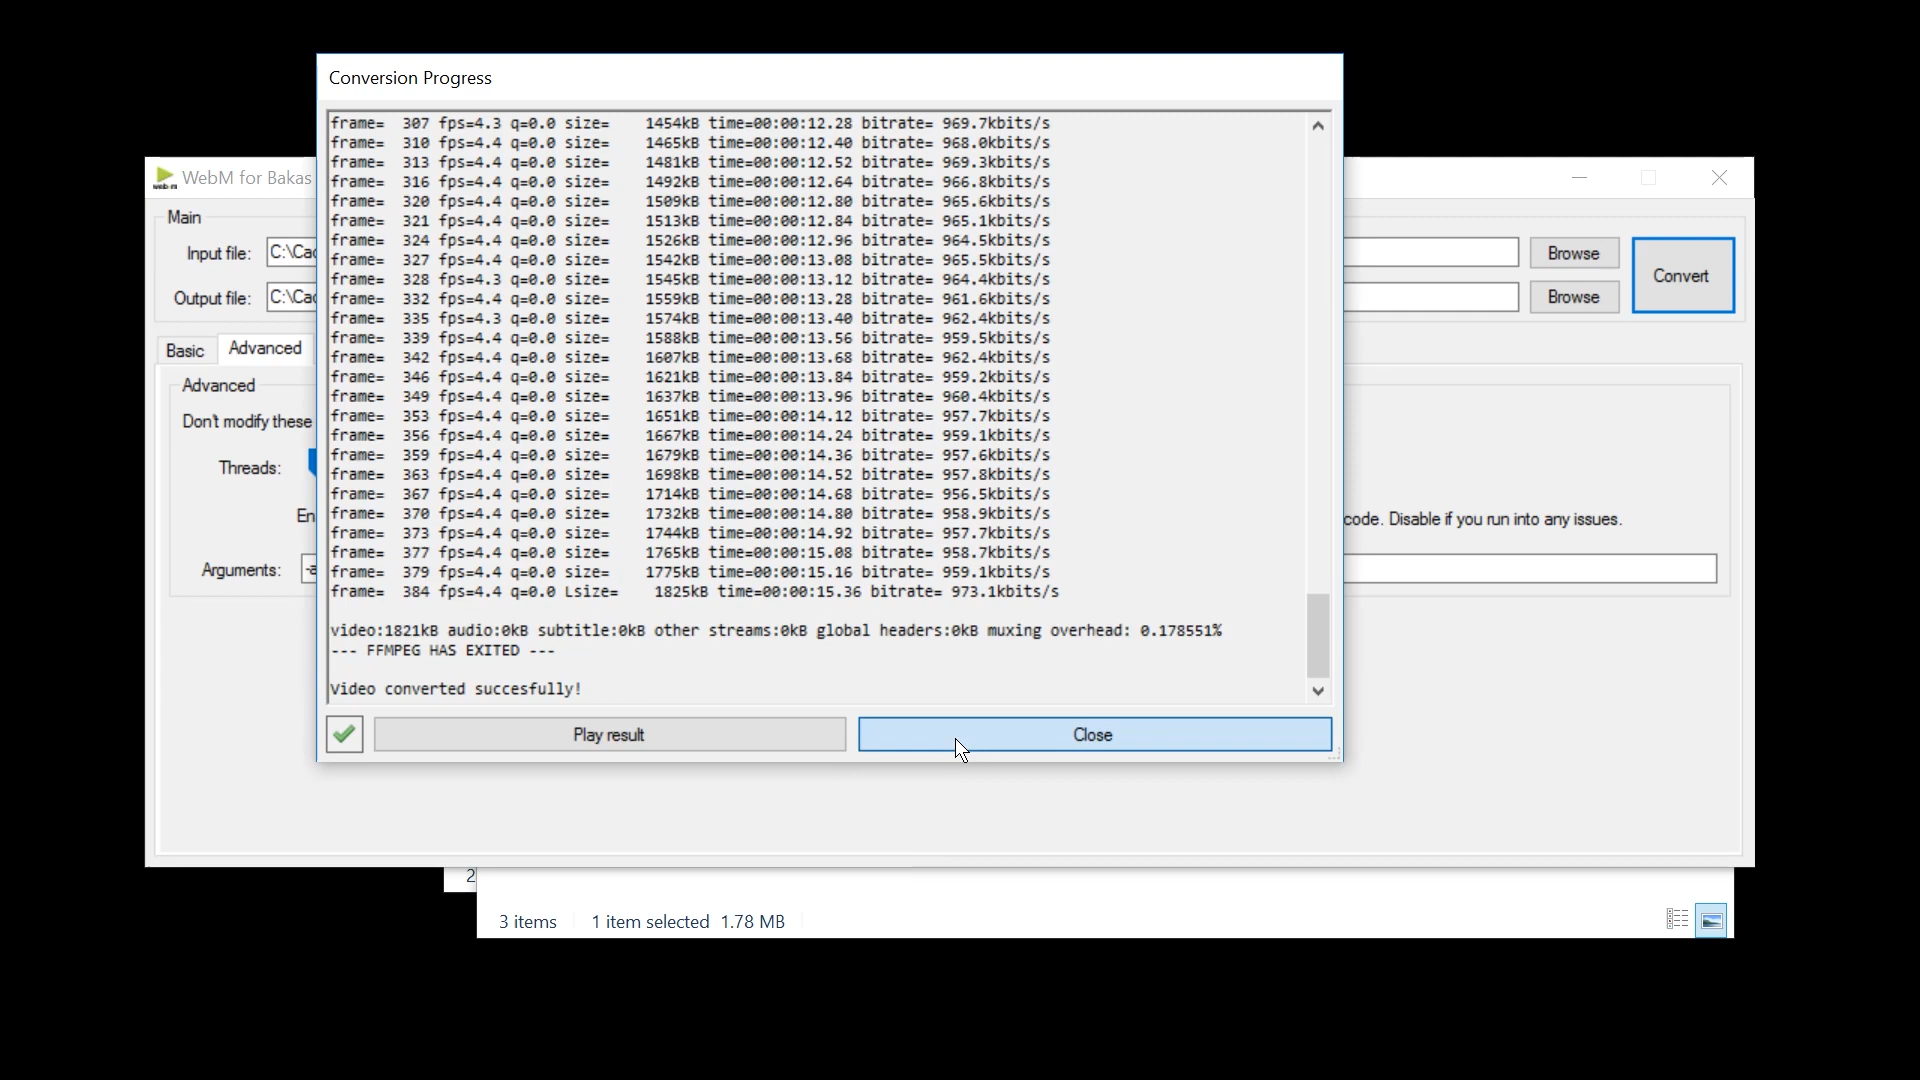 Conversion Progress
frame=  307 fps=4.3 q=0.0 size=    1454kB time=00:00:12.28 bitrate= 969.7kbits/s
frame=  310 fps=4.4 q=0.0 size=    1465kB time=00:00:12.40 bitrate= 968.0kbits/s
frame=  313 fps=4.4 q=0.0 size=    1481kB time=00:00:12.52 bitrate= 969.3kbits/s
frame=  316 fps=4.4 q=0.0 size=    1492kB time=00:00:12.64 bitrate= 966.8kbits/s
frame=  320 fps=4.4 q=0.0 size=    1509kB time=00:00:12.80 bitrate= 965.6kbits/s
frame=  321 fps=4.4 q=0.0 size=    1513kB time=00:00:12.84 bitrate= 965.1kbits/s
frame=  324 fps=4.4 q=0.0 size=    1526kB time=00:00:12.96 bitrate= 964.5kbits/s
frame=  327 fps=4.4 q=0.0 size=    1542kB time=00:00:13.08 bitrate= 965.5kbits/s
frame=  328 fps=4.3 q=0.0 size=    1545kB time=00:00:13.12 bitrate= 964.4kbits/s
frame=  332 fps=4.4 q=0.0 size=    1559kB time=00:00:13.28 bitrate= 961.6kbits/s
frame=  335 fps=4.3 q=0.0 size=    1574kB time=00:00:13.40 bitrate= 962.4kbits/s
frame=  339 fps=4.4 q=0.0 size=    1588kB time=00:00:13.56 bitrate= 959.5kbits/s
frame=  342 fps=4.4 q=0.0 size=    1607kB time=00:00:13.68 bitrate= 962.4kbits/s
frame=  346 fps=4.4 q=0.0 size=    1621kB time=00:00:13.84 bitrate= 959.2kbits/s
frame=  349 fps=4.4 q=0.0 size=    1637kB time=00:00:13.96 bitrate= 960.4kbits/s
frame=  353 fps=4.4 q=0.0 size=    1651kB time=00:00:14.12 bitrate= 957.7kbits/s
frame=  356 fps=4.4 q=0.0 size=    1667kB time=00:00:14.24 bitrate= 959.1kbits/s
frame=  359 fps=4.4 q=0.0 size=    1679kB time=00:00:14.36 bitrate= 957.6kbits/s
frame=  363 fps=4.4 q=0.0 size=    1698kB time=00:00:14.52 bitrate= 957.8kbits/s
frame=  367 fps=4.4 q=0.0 size=    1714kB time=00:00:14.68 bitrate= 956.5kbits/s
frame=  370 fps=4.4 q=0.0 size=    1732kB time=00:00:14.80 bitrate= 958.9kbits/s
frame=  373 fps=4.4 q=0.0 size=    1744kB time=00:00:14.92 bitrate= 957.7kbits/s
frame=  377 fps=4.4 q=0.0 size=    1765kB time=00:00:15.08 bitrate= 958.7kbits/s
frame=  379 fps=4.4 q=0.0 size=    1775kB time=00:00:15.16 bitrate= 959.1kbits/s
frame=  384 fps=4.4 q=0.0 Lsize=    1825kB time=00:00:15.36 bitrate= 973.1kbits/s
video:1821kB audio:0kB subtitle:0kB other streams:0kB global headers:0kB muxing overhead: 0.178551%
--- FFMPEG HAS EXITED ---
Video converted succesfully!
Play result
Close
WebM for Bakas
Main
Input file: C:\Cac
Browse
Convert
Output file: C:\Cac
Browse
Basic
Advanced
Advanced
Don't modify these
Threads:
En
code. Disable if you run into any issues.
Arguments: -a
2
3 items
1 item selected 1.78 MB